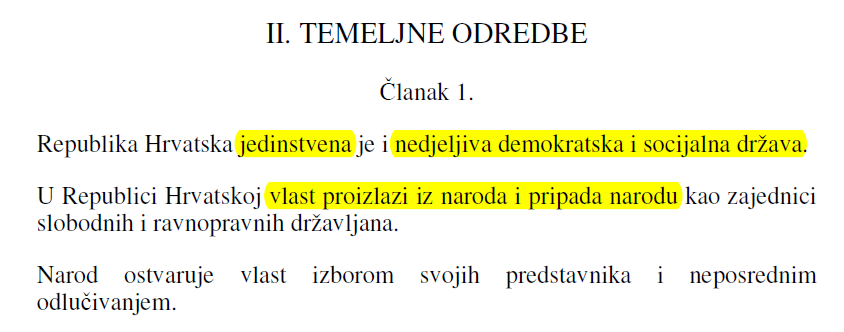 II. TEMELJNE ODREDBE
Članak 1.
Republika Hrvatska jedinstvena je i nedjeljiva demokratska i socijalna država.
U Republici Hrvatskoj vlast proizlazi iz naroda i pripada narodu kao zajednici
slobodnih i ravnopravnih državljana.
Narod ostvaruje vlast izborom svojih predstavnika i neposrednim
odlučivanjem.